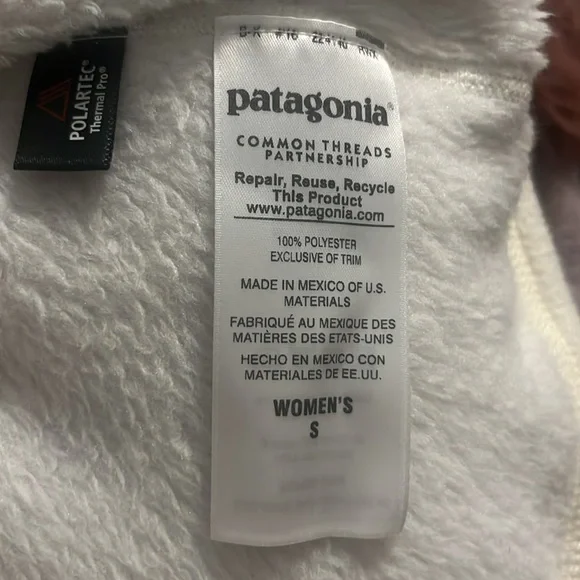 POLARTEC®
Thermal Pro®
patagonia®
COMMON THREADS
PARTNERSHIP
Repair, Reuse, Recycle
This Product
www.patagonia.com
100% POLYESTER
EXCLUSIVE OF TRIM
MADE IN MEXICO OF U.S.
MATERIALS
FABRIQUÉ AU MEXIQUE DES
MATIÈRES DES ETATS-UNIS
HECHO EN MEXICO CON
MATERIALES DE EE.UU.
WOMEN'S
S